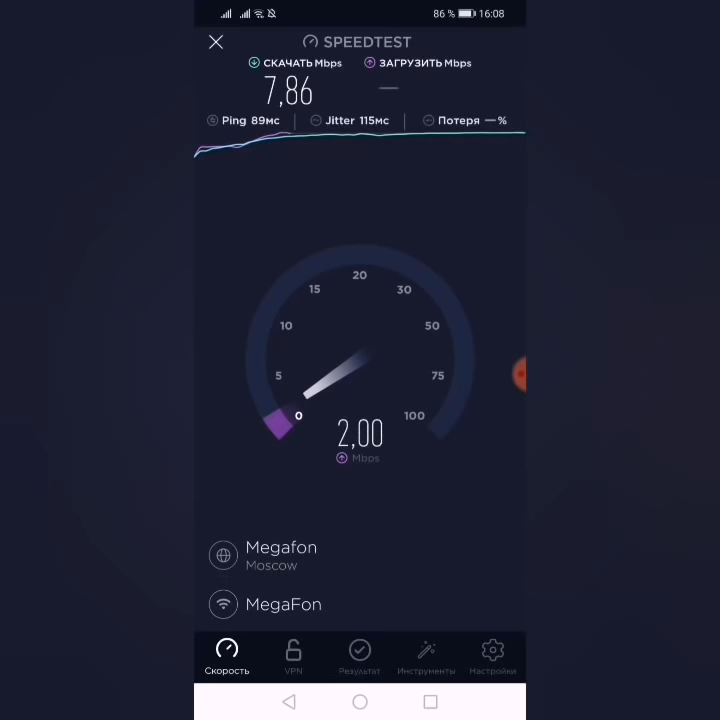 86 % 16:08
SPEEDTEST
СКАЧАТЬ Mbps ЗАГРУЗИТЬ Mbps
7,86 —
Ping 89мс Jitter 115мс Потеря — %
20
15 30
10 50
5 75
0 100
2,00
Mbps
Megafon
Moscow
MegaFon
Скорость VPN Результат Инструменты Настройки